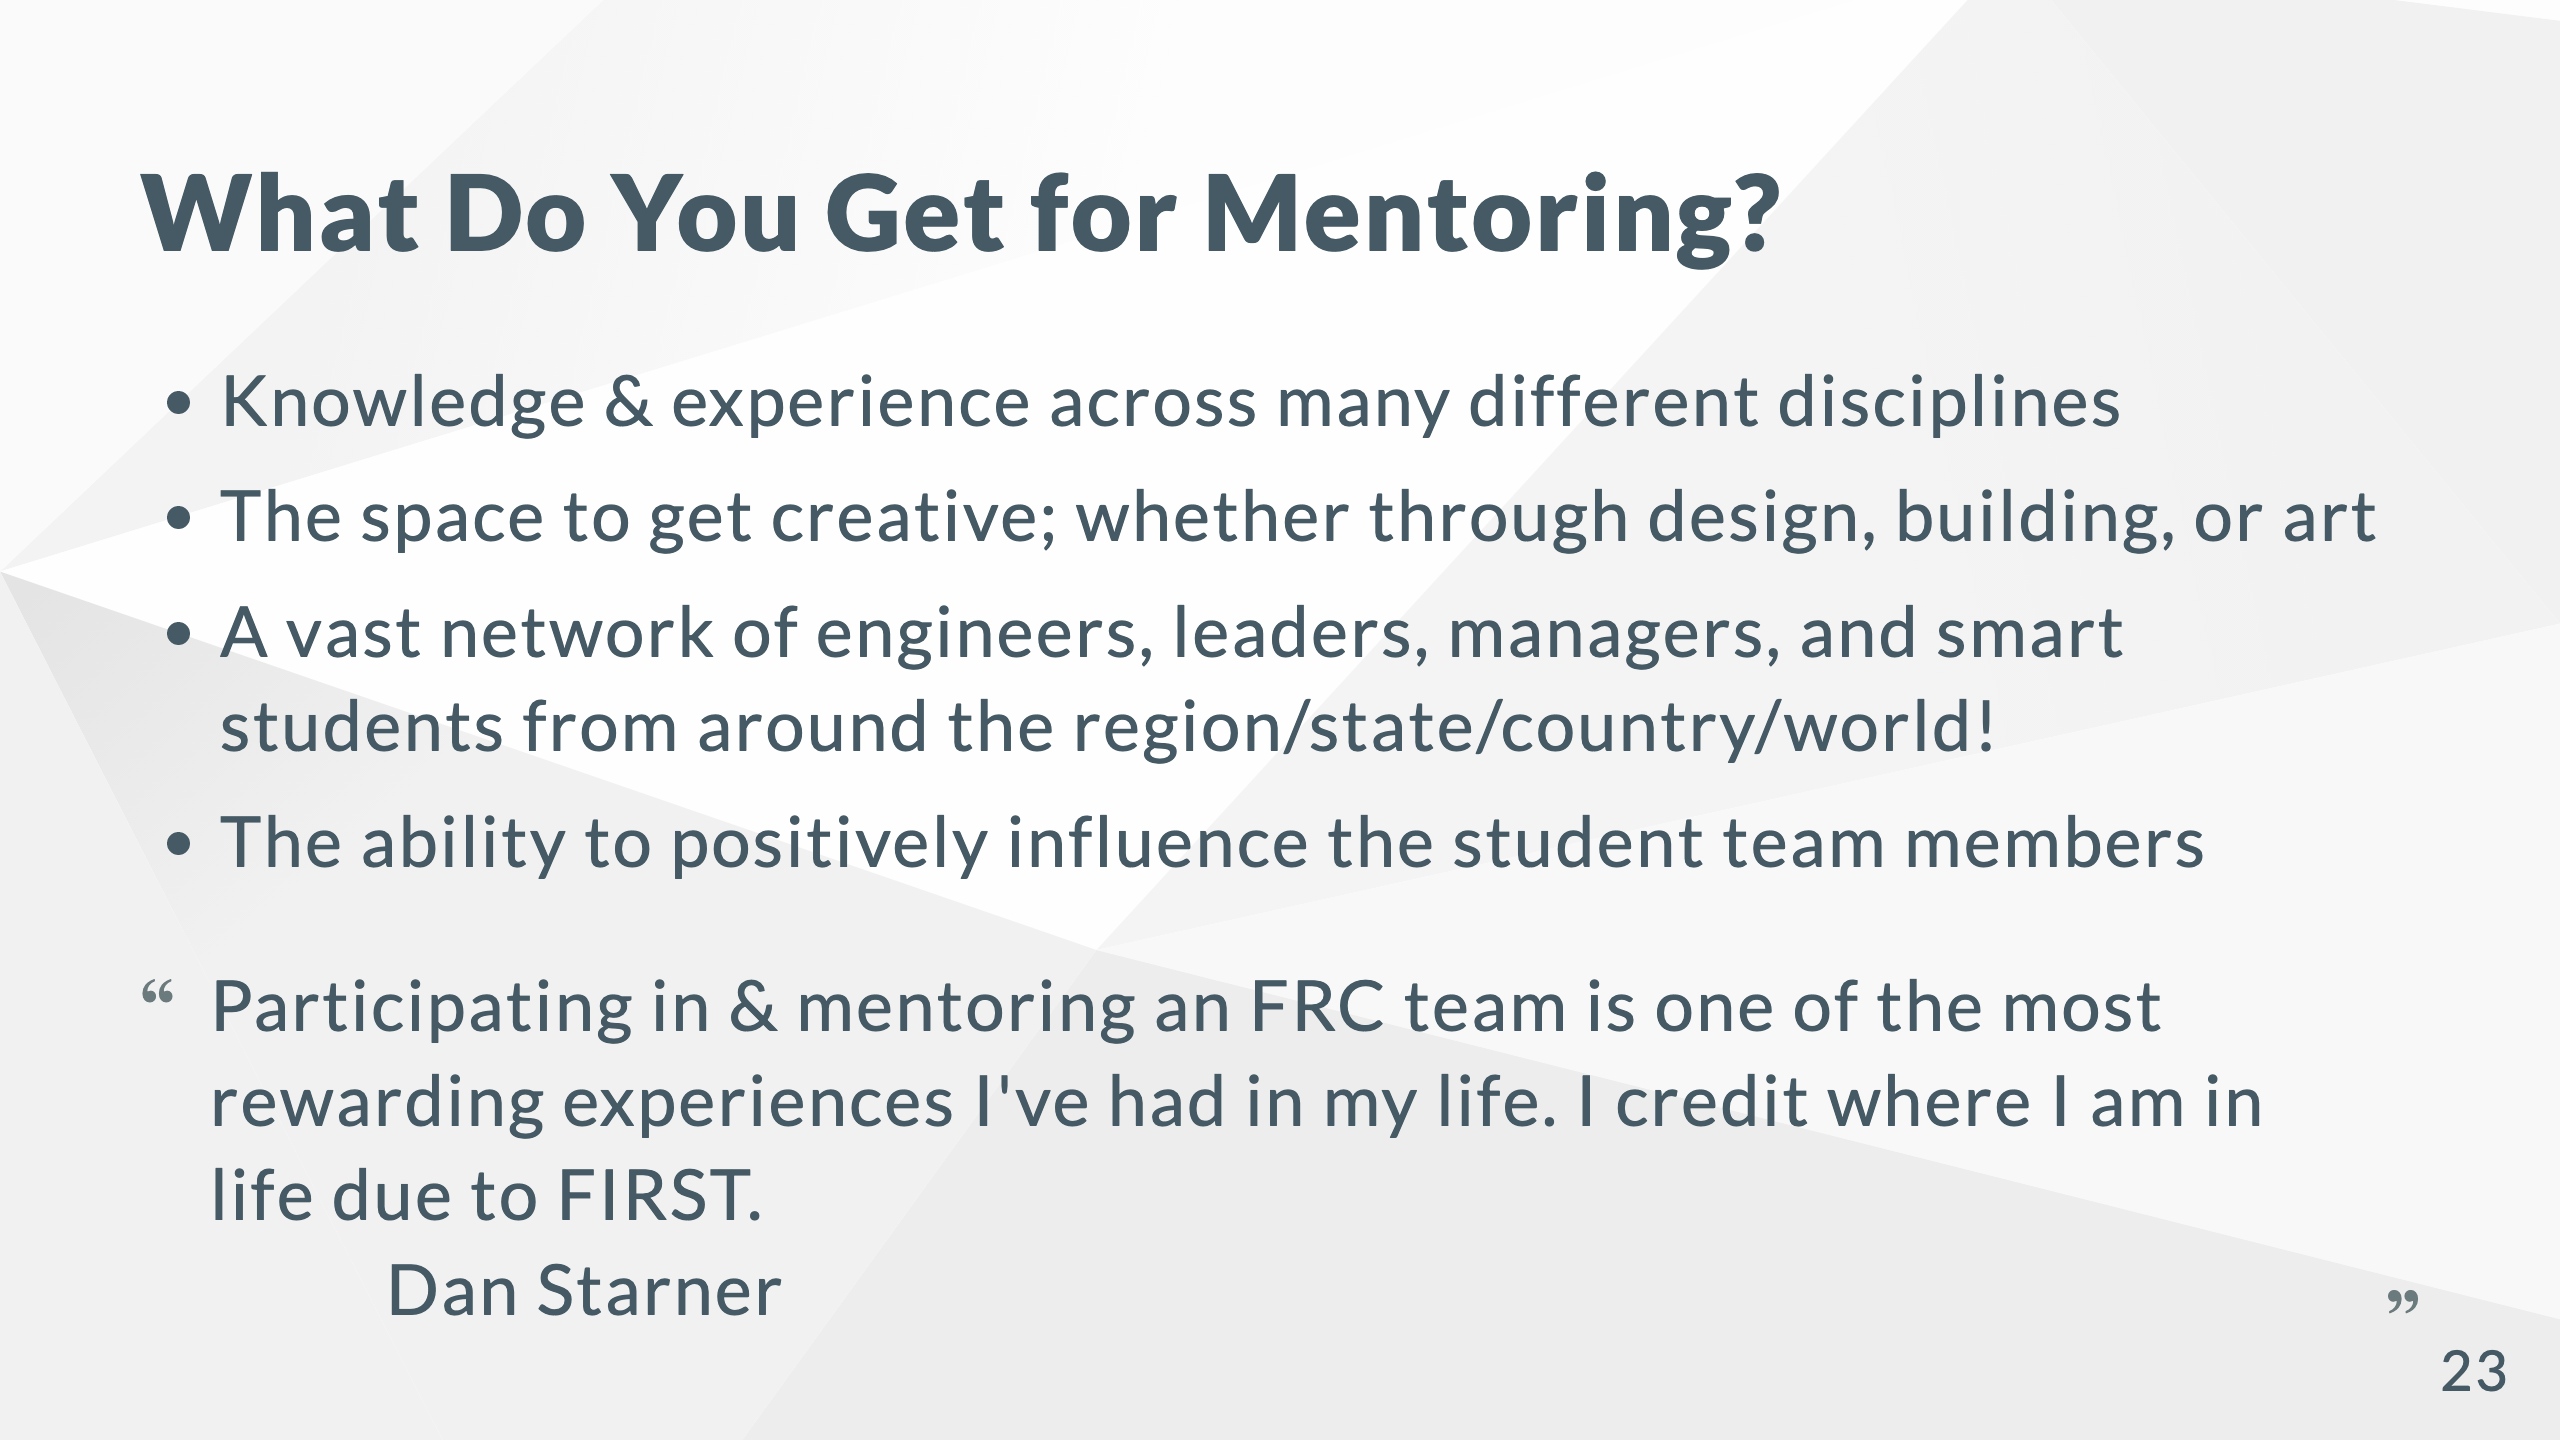 What Do You Get for Mentoring?
• Knowledge & experience across many different disciplines
• The space to get creative; whether through design, building, or art
• A vast network of engineers, leaders, managers, and smart
students from around the region/state/country/world!
• The ability to positively influence the student team members
“ Participating in & mentoring an FRC team is one of the most
rewarding experiences I've had in my life. I credit where I am in
life due to FIRST.
Dan Starner
”
23